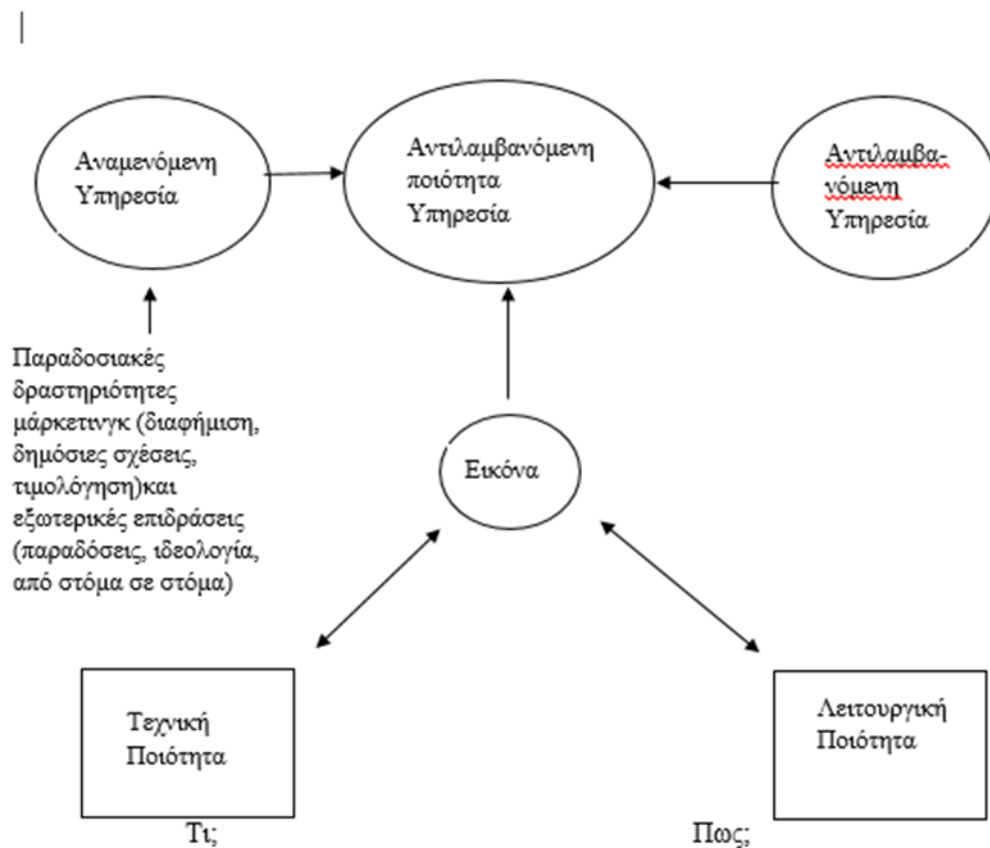 Αναμενόμενη
Υπηρεσία
Αντιλαμβανόμενη
ποιότητα
Υπηρεσία
Αντιλαμβα-
νόμενη
Υπηρεσία
Παραδοσιακές
δραστηριότητες
μάρκετινγκ (διαφήμιση,
δημόσιες σχέσεις,
τιμολόγηση)και
εξωτερικές επιδράσεις
(παραδόσεις, ιδεολογία,
από στόμα σε στόμα)
Εικόνα
Τεχνική
Ποιότητα
Τι;
Λειτουργική
Ποιότητα
Πως;